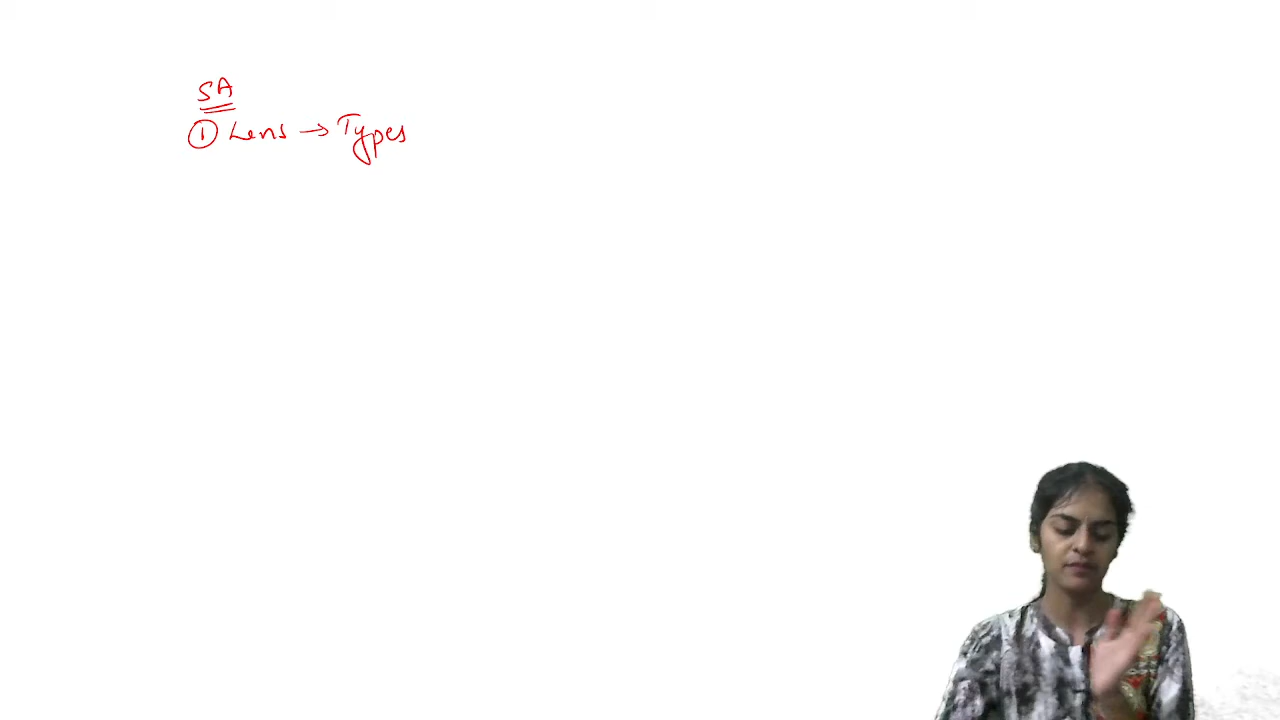 SA
① Lens → Types